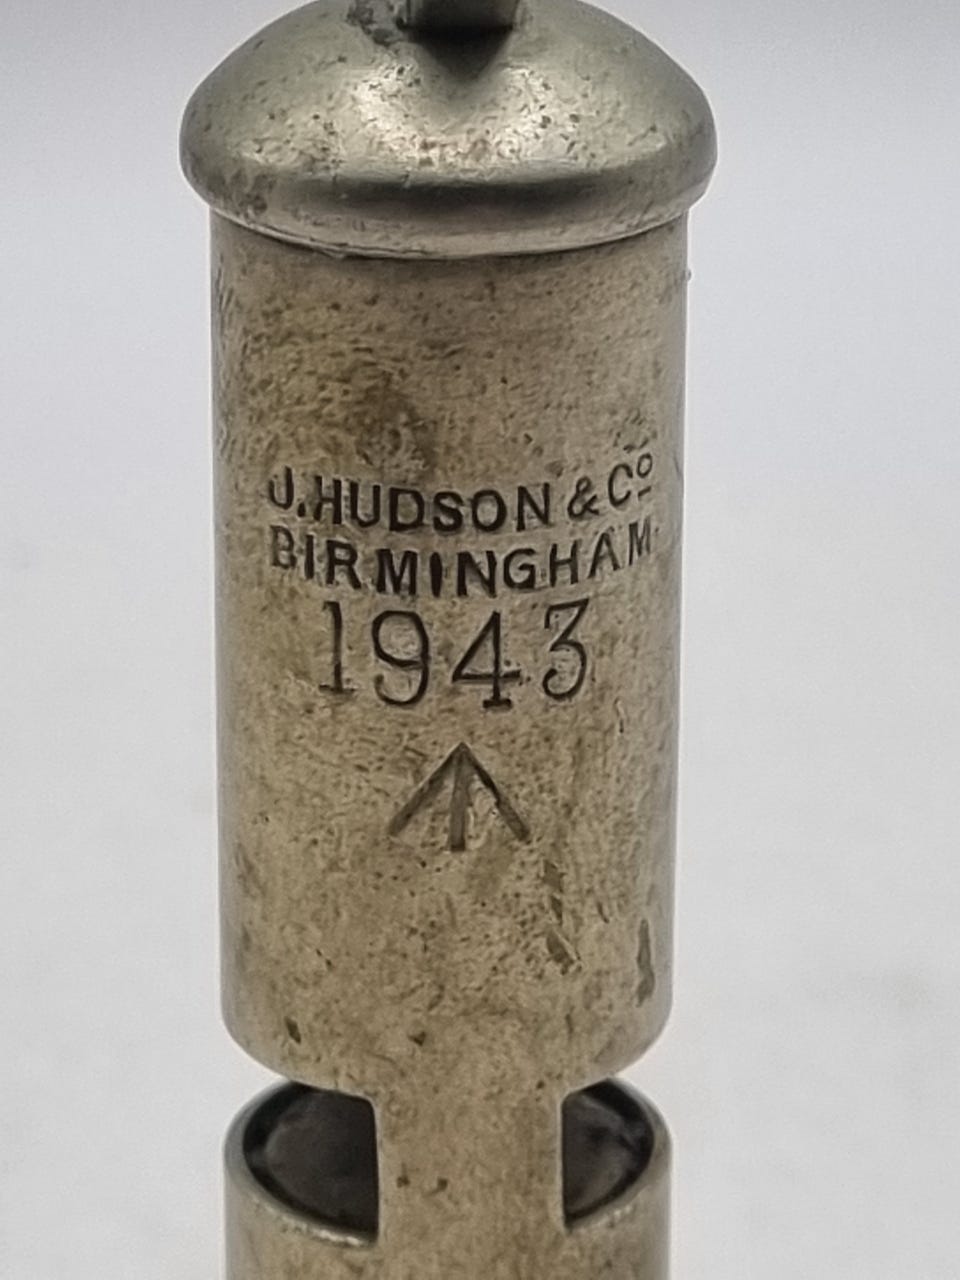 J.HUDSON & Cº
BIRMINGHAM
1943